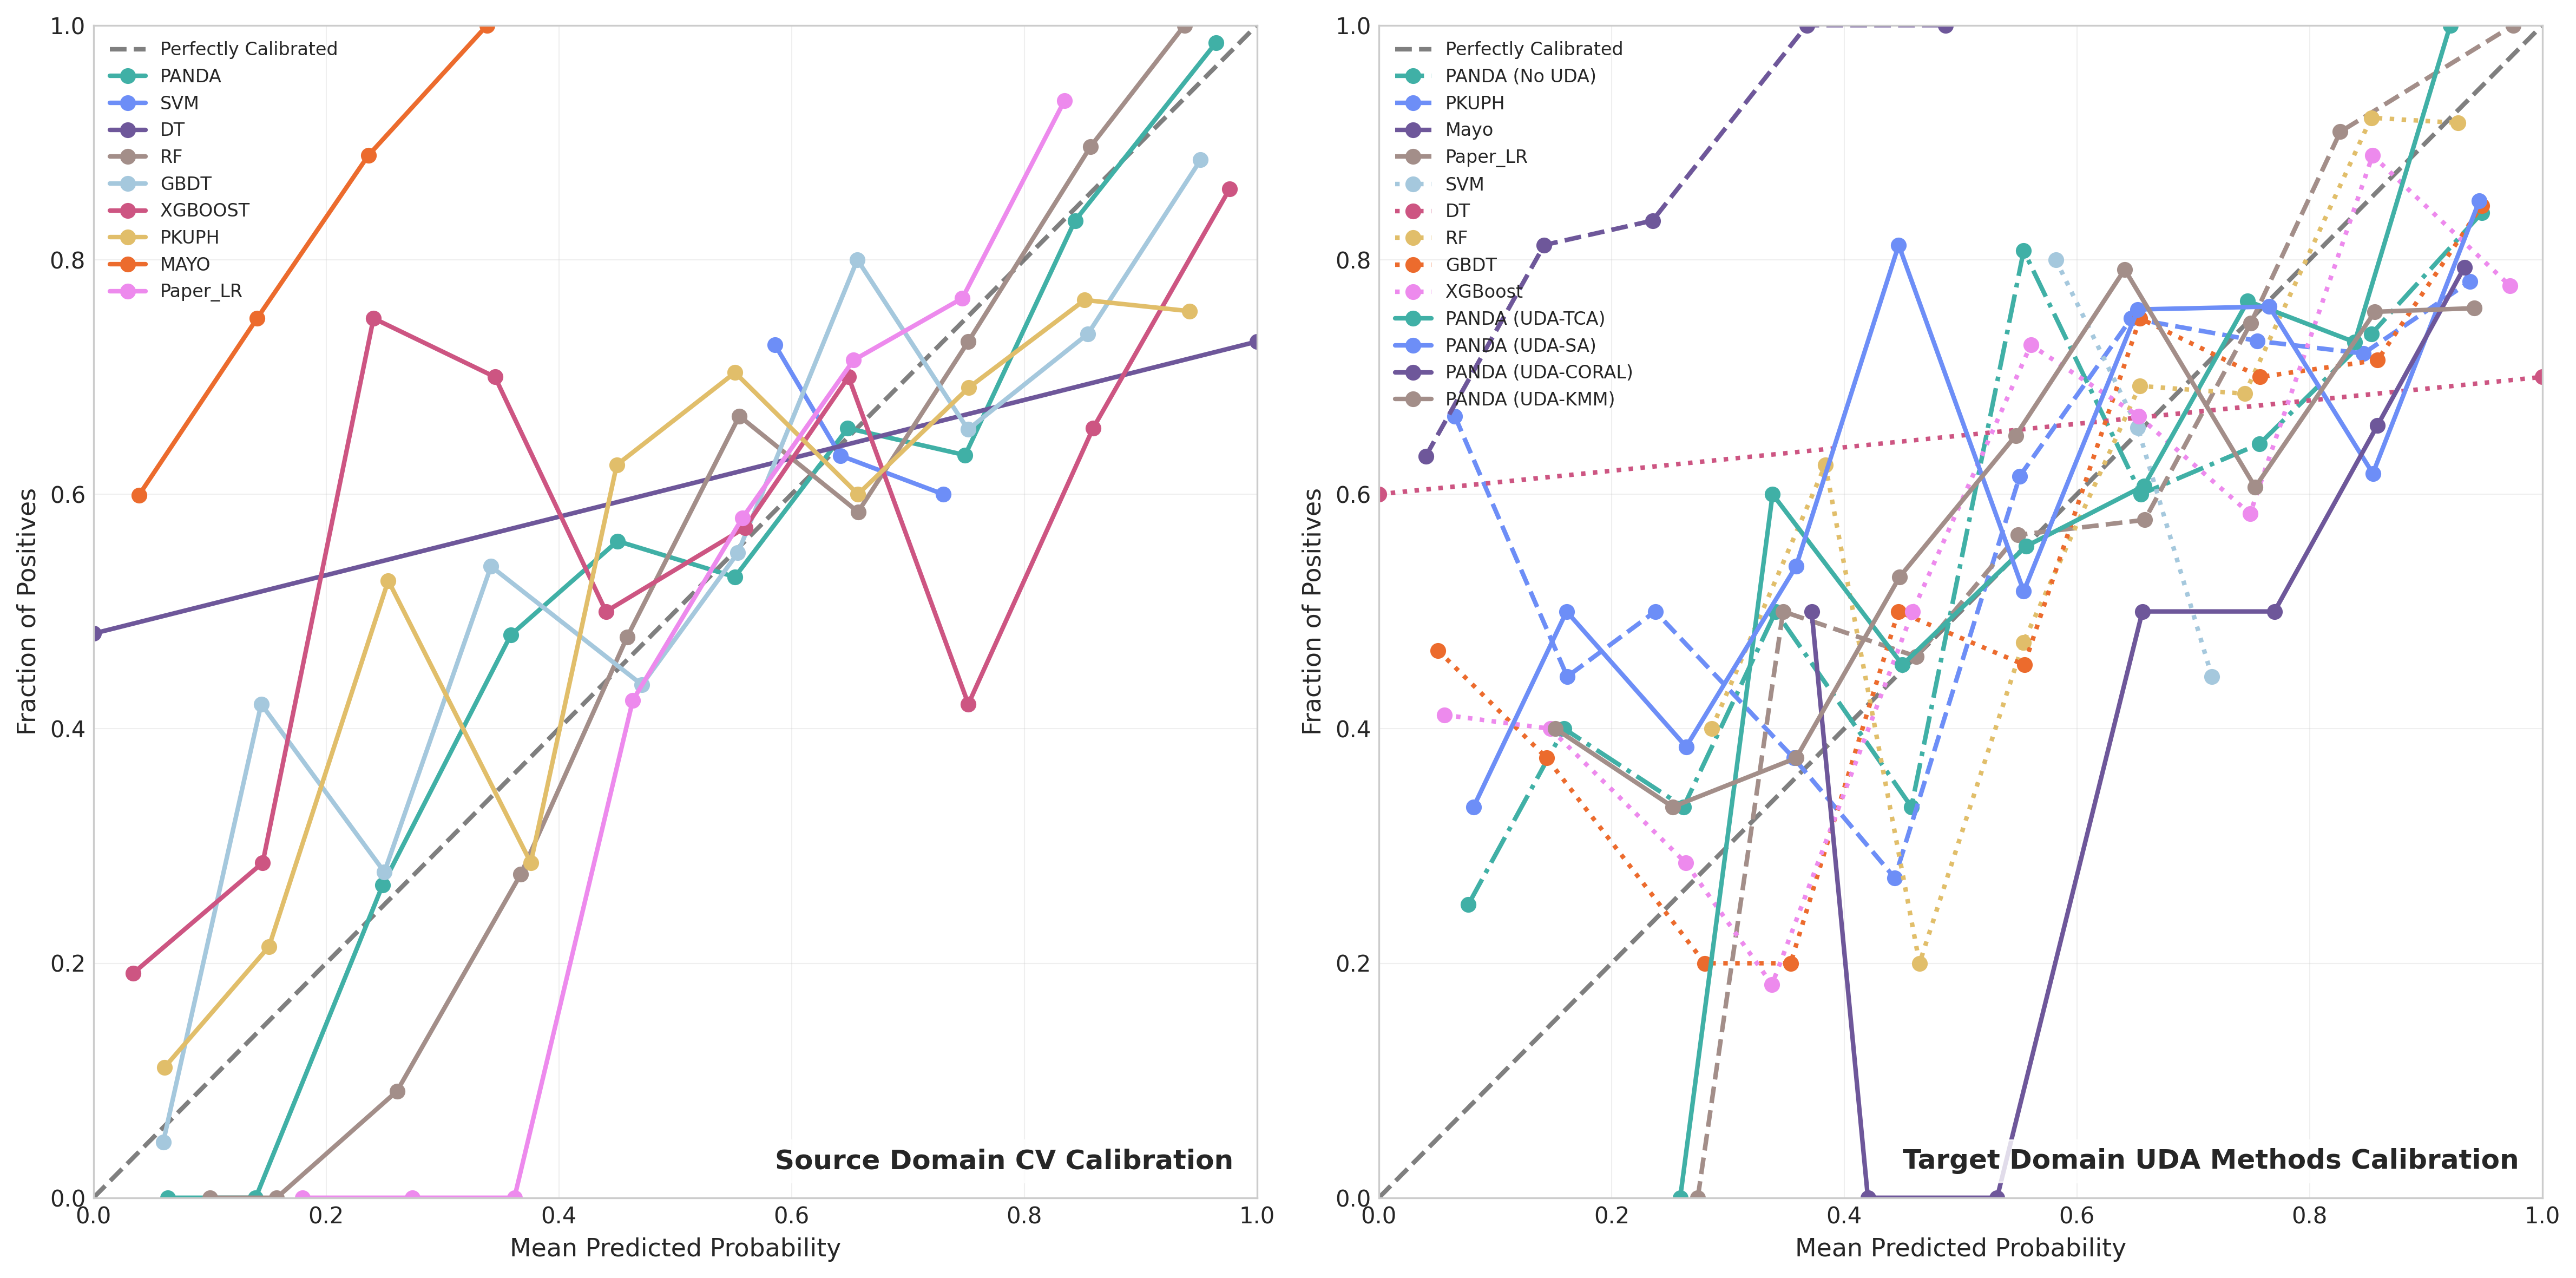 1.0
0.8
0.6
0.4
0.2
0.0
Fraction of Positives
Perfectly Calibrated
PANDA
SVM
DT
RF
GBDT
XGBOOST
PKUPH
MAYO
Paper_LR
Source Domain CV Calibration
0.0 0.2 0.4 0.6 0.8 1.0
Mean Predicted Probability
1.0
0.8
0.6
0.4
0.2
0.0
Fraction of Positives
Perfectly Calibrated
PANDA (No UDA)
PKUPH
Mayo
Paper_LR
SVM
DT
RF
GBDT
XGBoost
PANDA (UDA-TCA)
PANDA (UDA-SA)
PANDA (UDA-CORAL)
PANDA (UDA-KMM)
Target Domain UDA Methods Calibration
0.0 0.2 0.4 0.6 0.8 1.0
Mean Predicted Probability